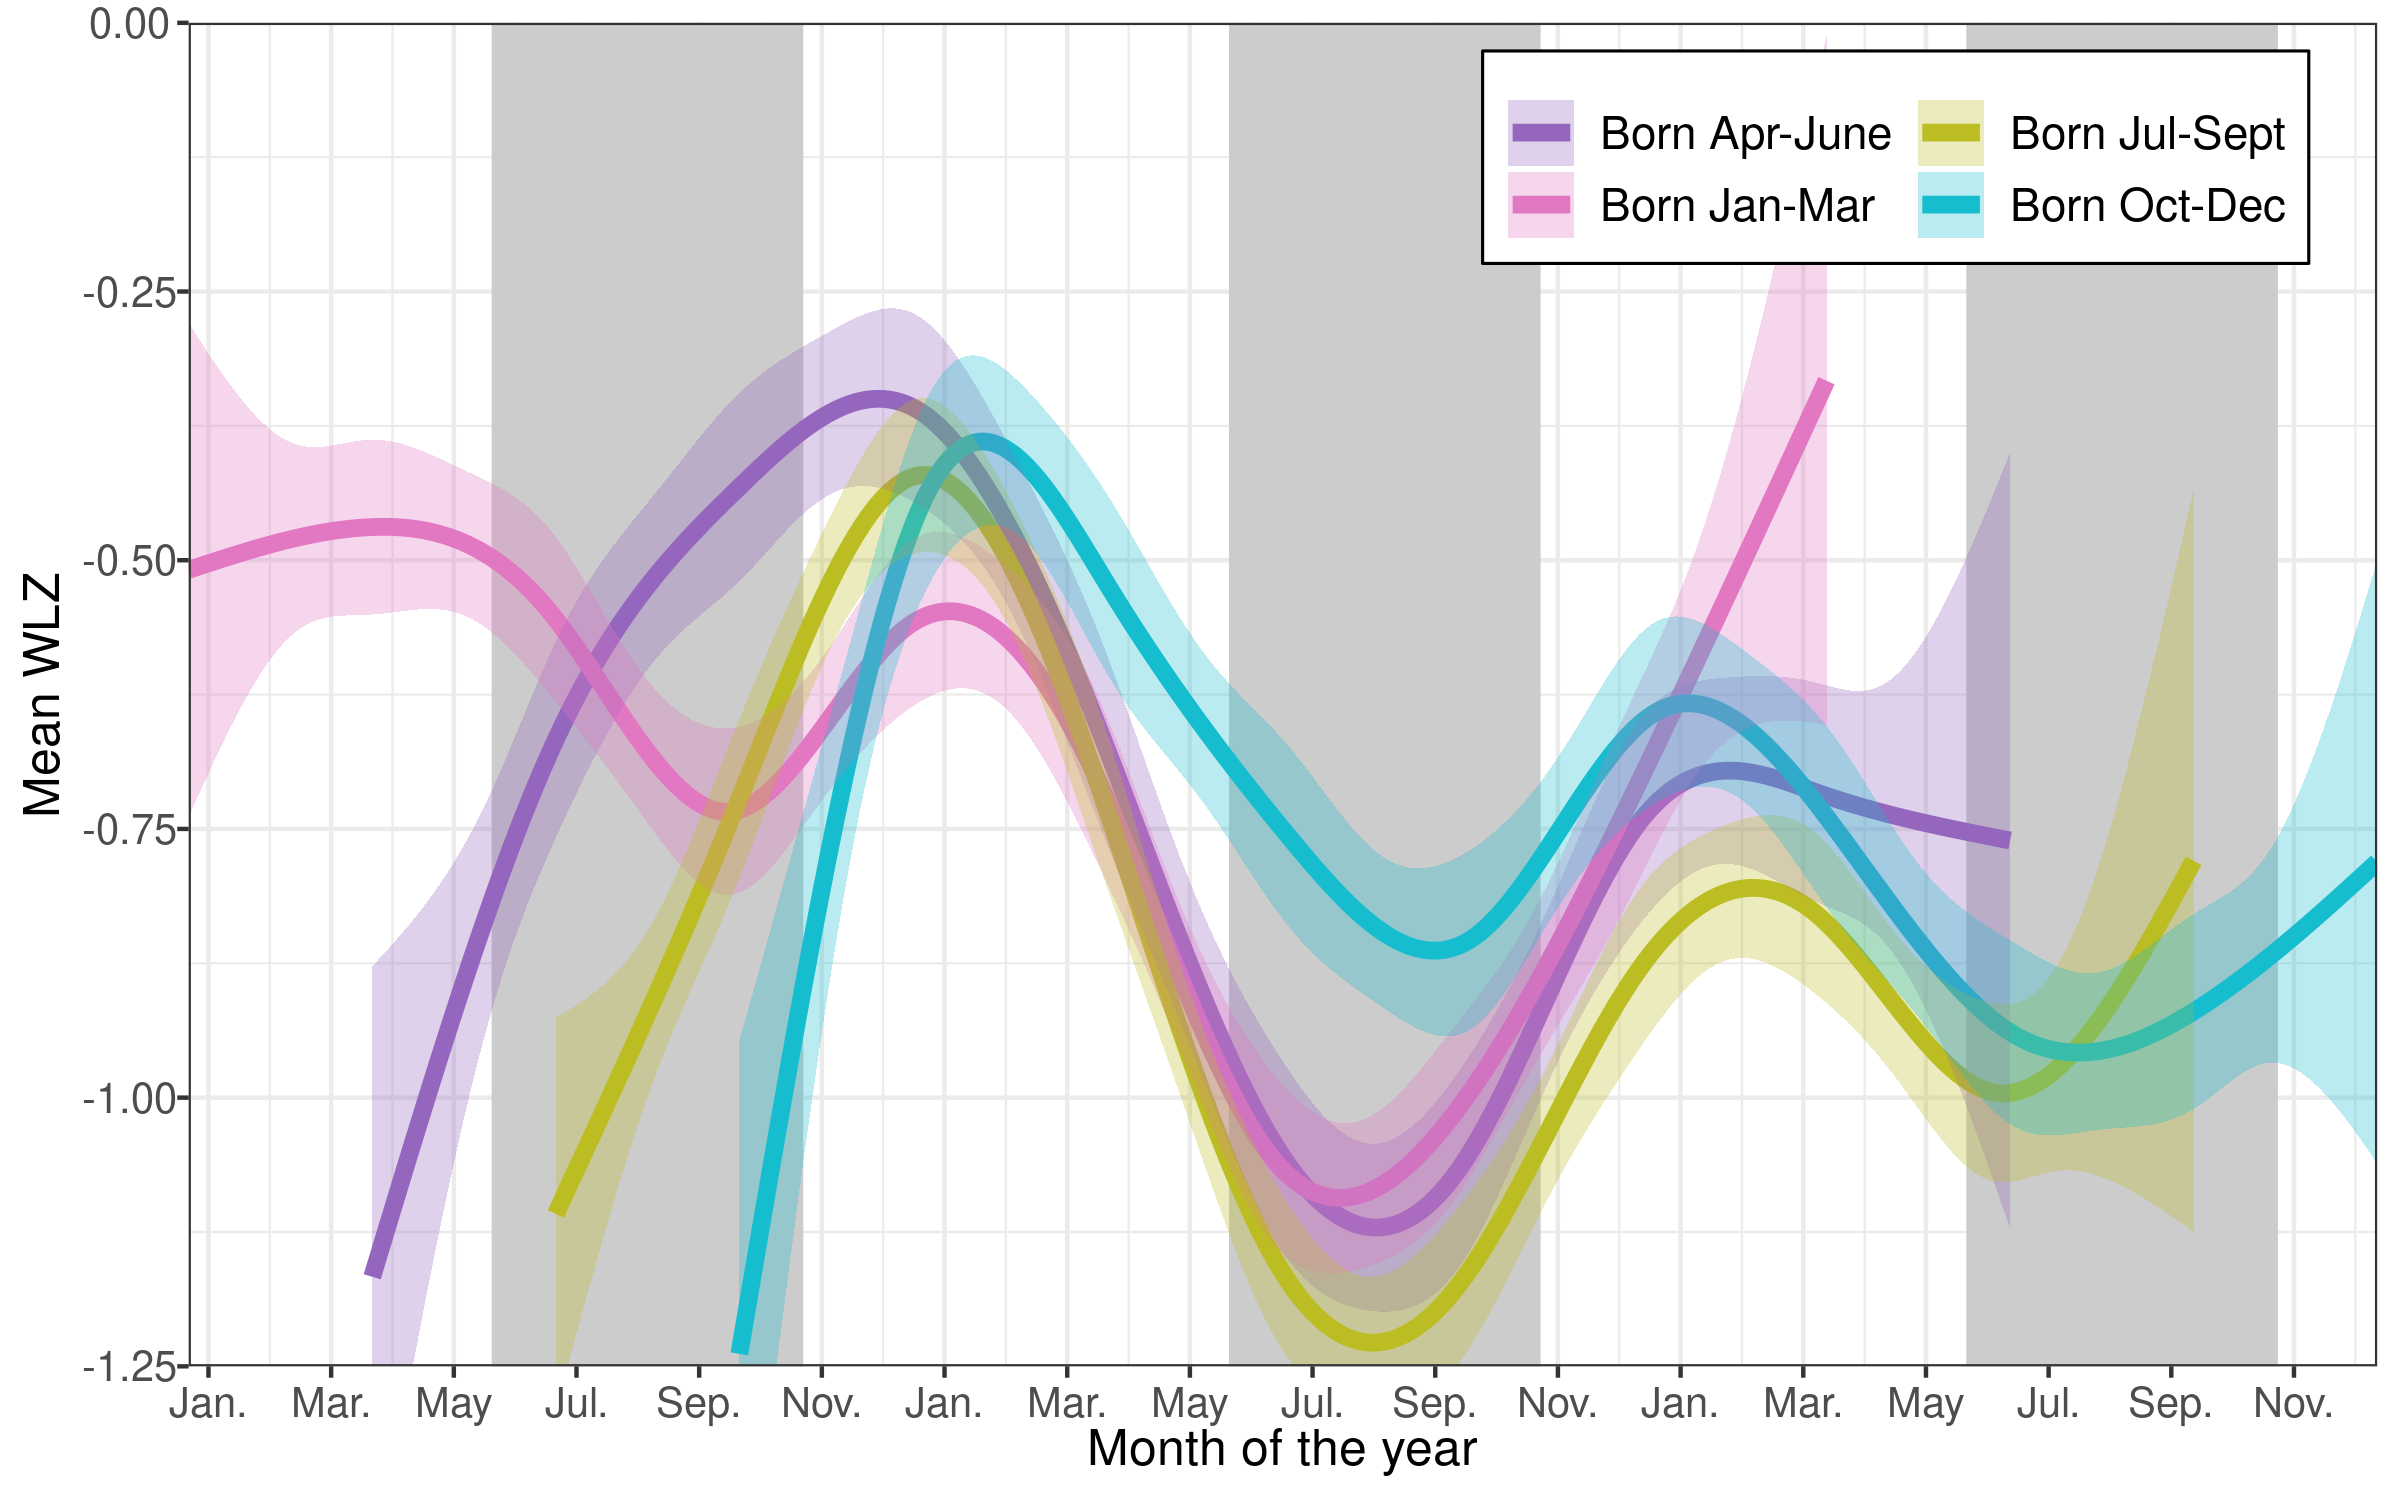 0.00
-0.25
-0.50
-0.75
-1.00
-1.25
Mean WLZ
Born Apr-June Born Jul-Sept
Born Jan-Mar Born Oct-Dec
Jan. Mar. May Jul. Sep. Nov. Jan. Mar. May Jul. Sep. Nov. Jan. Mar. May Jul. Sep. Nov.
Month of the year